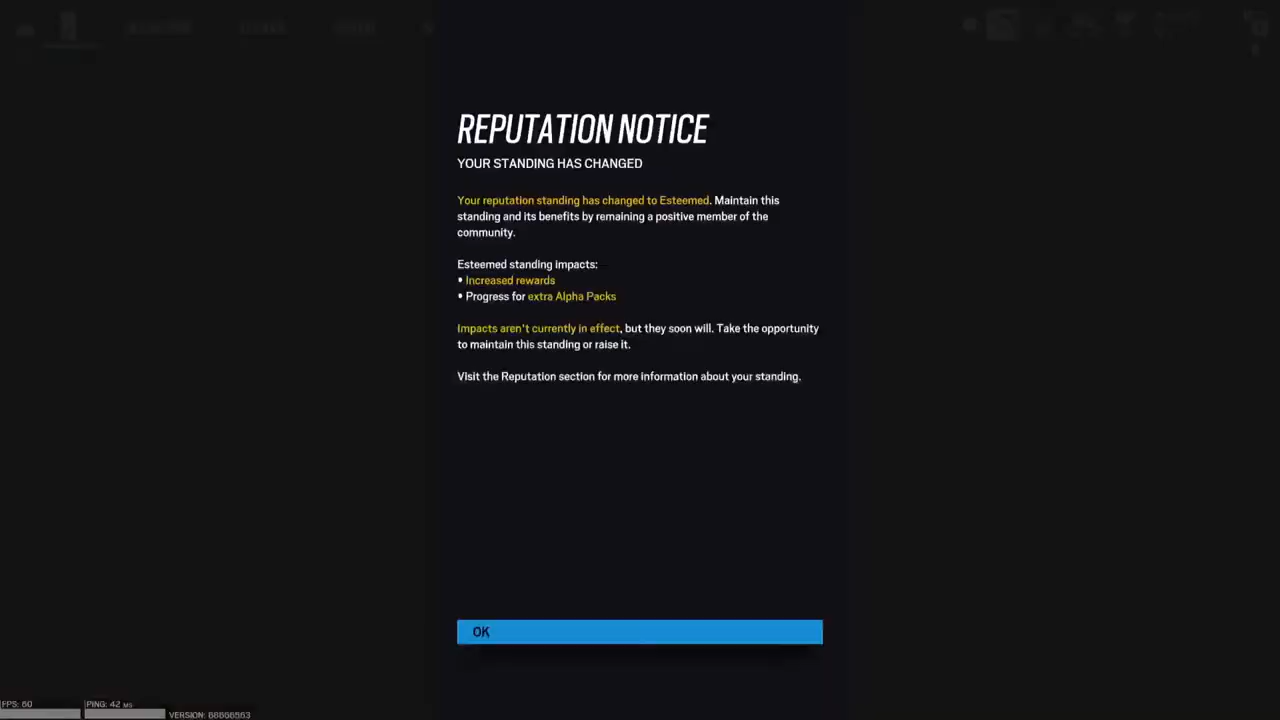 REPUTATION NOTICE
YOUR STANDING HAS CHANGED
Your reputation standing has changed to Esteemed. Maintain this
standing and its benefits by remaining a positive member of the
community.
Esteemed standing impacts:
• Increased rewards
• Progress for extra Alpha Packs
Impacts aren't currently in effect, but they soon will. Take the opportunity
to maintain this standing or raise it.
Visit the Reputation section for more information about your standing.
OK
FPS: 60
PING: 42 MS
VERSION: